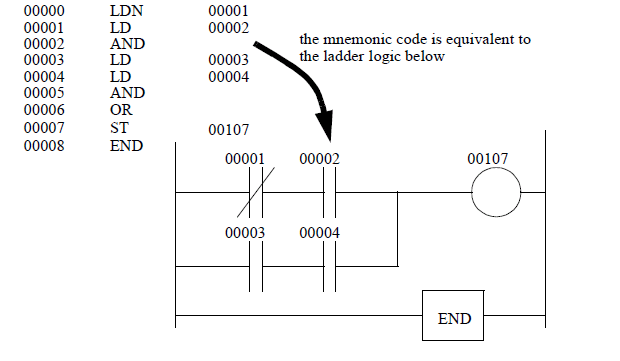 00000 LDN 00001
00001 LD 00002
00002 AND
00003 LD 00003
00004 LD 00004
00005 AND
00006 OR
00007 ST 00107
00008 END
the mnemonic code is equivalent to
the ladder logic below
00001 00002 00107
00003 00004
END